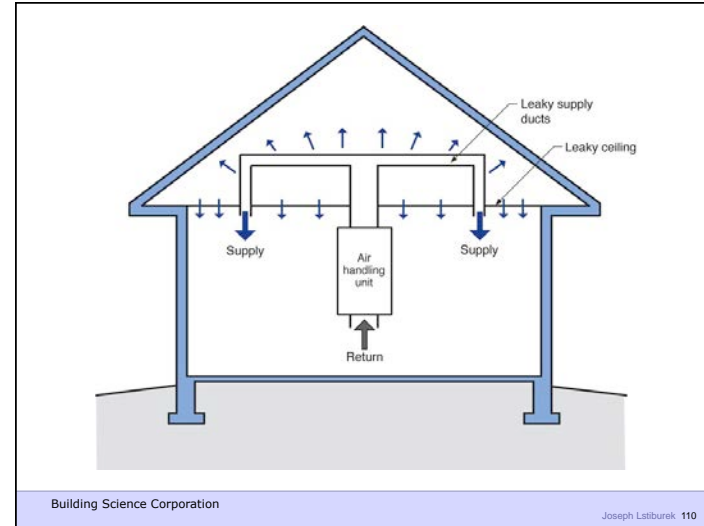 Leaky supply
ducts
Leaky ceiling
Supply
Supply
Air
handling
unit
Return
Building Science Corporation
Joseph Lstiburek 110